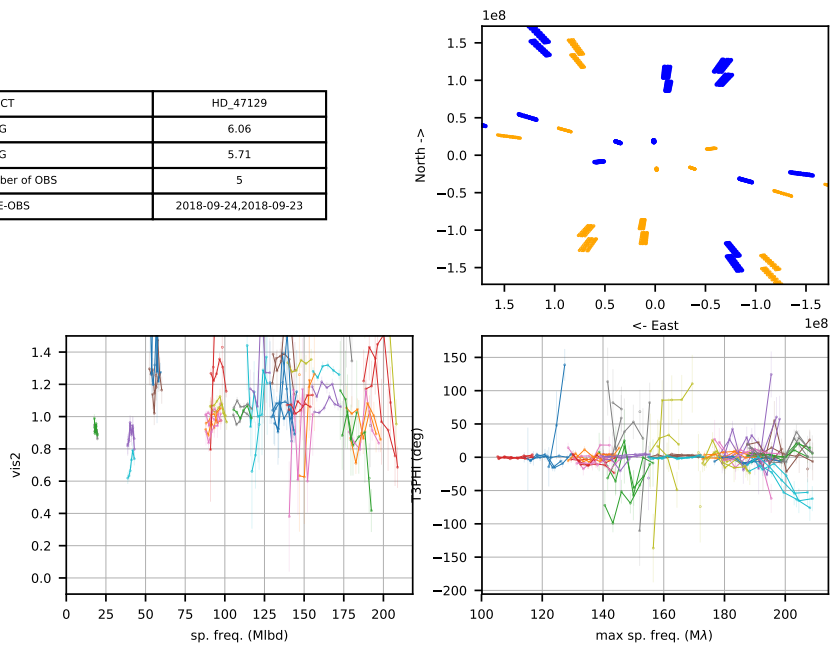 1e8
CT HD_47129
G 6.06
G 5.71
ber of OBS 5
E-OBS 2018-09-24,2018-09-23
North ->
1.5
1.0
0.5
0.0
−0.5
−1.0
−1.5
1.5 1.0 0.5 0.0 −0.5 −1.0 −1.5
<- East
1e8
vis2
1.4
1.2
1.0
0.8
0.6
0.4
0.2
0.0
0 25 50 75 100 125 150 175 200
sp. freq. (Mlbd)
T3PHI (deg)
150
100
50
0
−50
−100
−150
−200
100 120 140 160 180 200
max sp. freq. (Mλ)